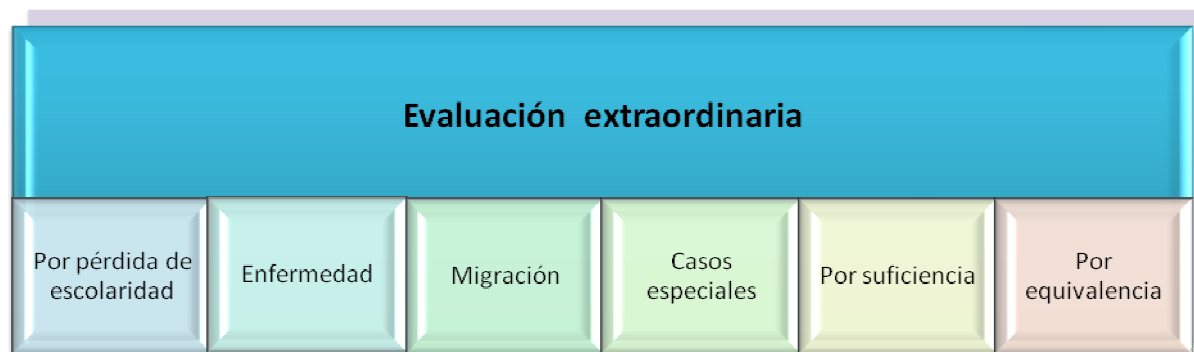 Evaluación extraordinaria
Por pérdida de
escolaridad
Enfermedad
Migración
Casos
especiales
Por suficiencia
Por
equivalencia